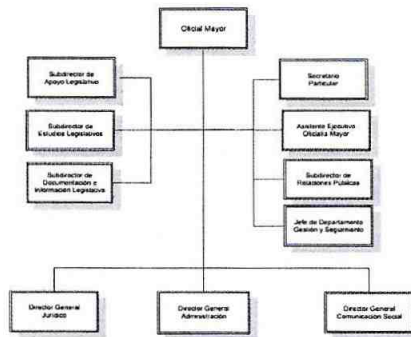 Oficial Mayor
Subdirector de
Apoyo Legislativo
Secretario
Particular
Subdirector de
Estudios Legislativos
Asistente Ejecutiva
Oficialía Mayor
Subdirector de
Documentación e
Información Legislativa
Subdirector de
Relaciones Públicas
Jefe de Departamento
Gestión y Seguimiento
Director General
Jurídico
Director General
Administración
Director General
Comunicación Social